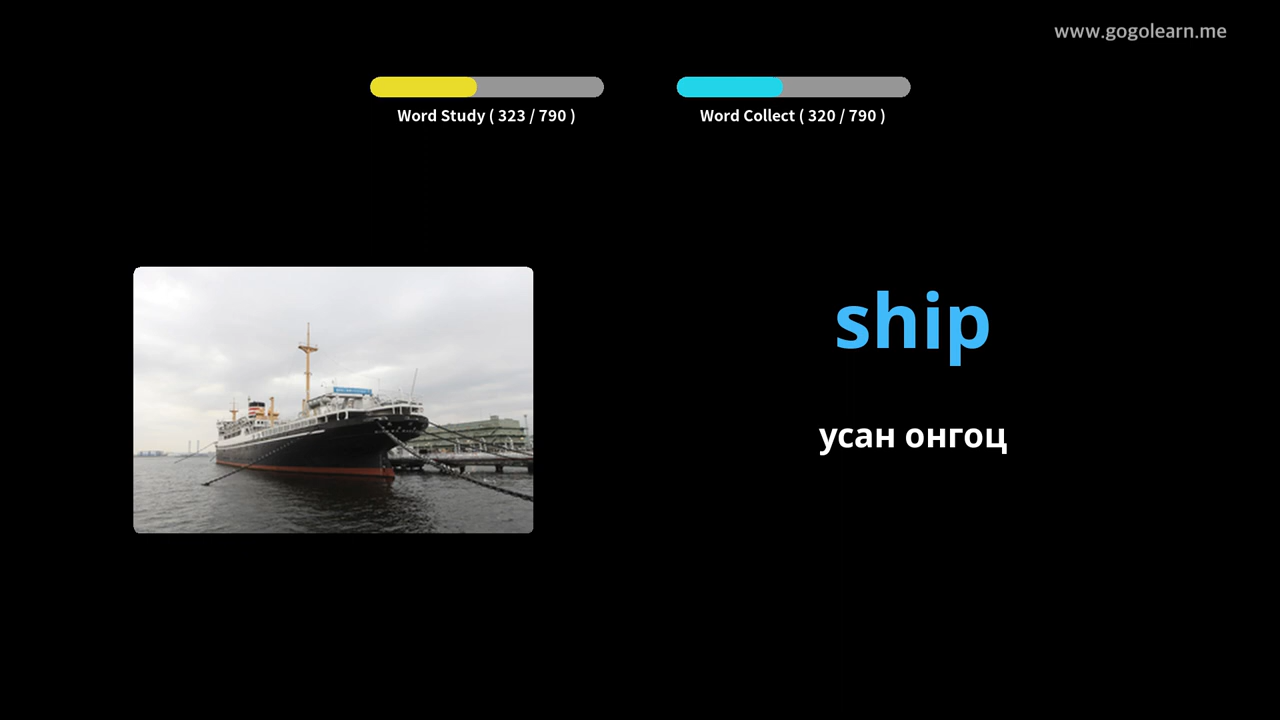 www.gogolearn.me
Word Study ( 323 / 790 )
Word Collect ( 320 / 790 )
ship
усан онгоц